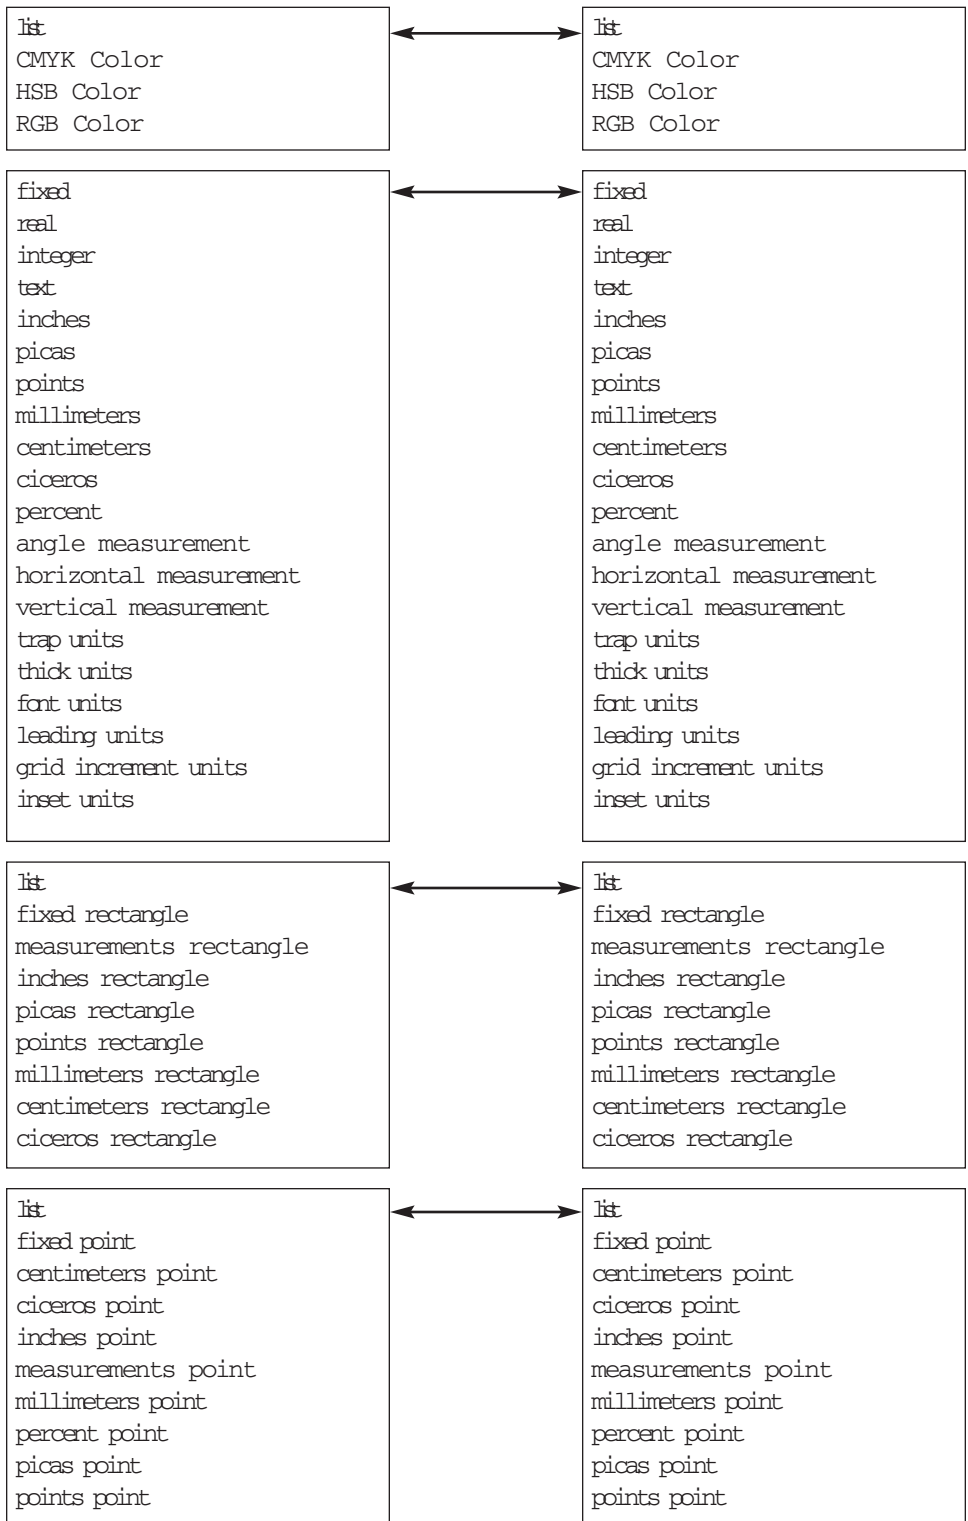 list
CMYK Color
HSB Color
RGB Color
list
CMYK Color
HSB Color
RGB Color
fixed
real
integer
text
inches
picas
points
millimeters
centimeters
ciceros
percent
angle measurement
horizontal measurement
vertical measurement
trap units
thick units
font units
leading units
grid increment units
inset units
fixed
real
integer
text
inches
picas
points
millimeters
centimeters
ciceros
percent
angle measurement
horizontal measurement
vertical measurement
trap units
thick units
font units
leading units
grid increment units
inset units
list
fixed rectangle
measurements rectangle
inches rectangle
picas rectangle
points rectangle
millimeters rectangle
centimeters rectangle
ciceros rectangle
list
fixed rectangle
measurements rectangle
inches rectangle
picas rectangle
points rectangle
millimeters rectangle
centimeters rectangle
ciceros rectangle
list
fixed point
centimeters point
ciceros point
inches point
measurements point
millimeters point
percent point
picas point
points point
list
fixed point
centimeters point
ciceros point
inches point
measurements point
millimeters point
percent point
picas point
points point